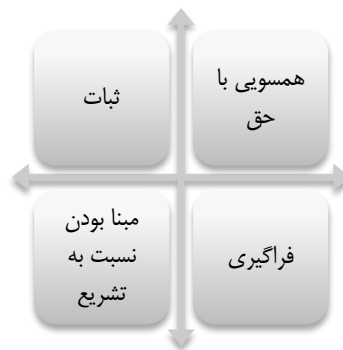 همسویی با
حق
ثبات
فراگیری
مبنا بودن
نسبت به
تشریع